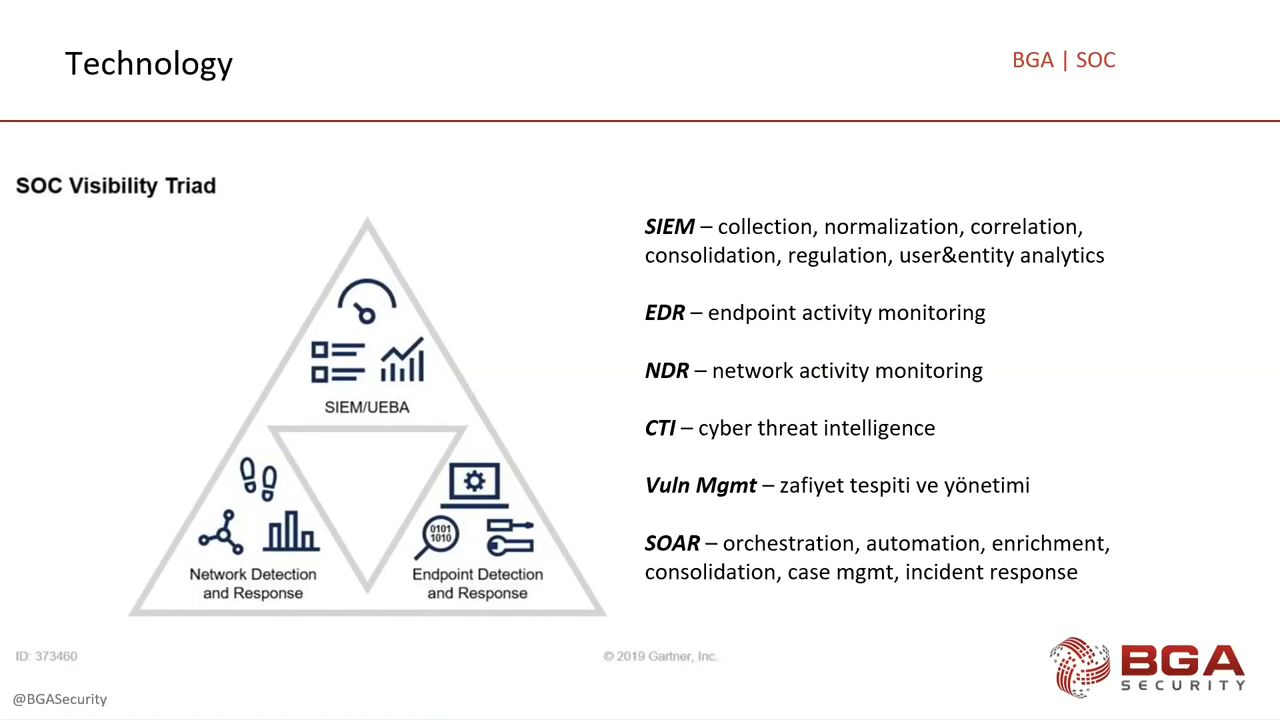 Technology
BGA | SOC
SOC Visibility Triad
SIEM/UEBA
0101
1010
Network Detection
and Response
Endpoint Detection
and Response
SIEM – collection, normalization, correlation,
consolidation, regulation, user&entity analytics
EDR – endpoint activity monitoring
NDR – network activity monitoring
CTI – cyber threat intelligence
Vuln Mgmt – zafiyet tespiti ve yönetimi
SOAR – orchestration, automation, enrichment,
consolidation, case mgmt, incident response
ID: 373460
© 2019 Gartner, Inc.
@BGASecurity
BGA
SECURITY